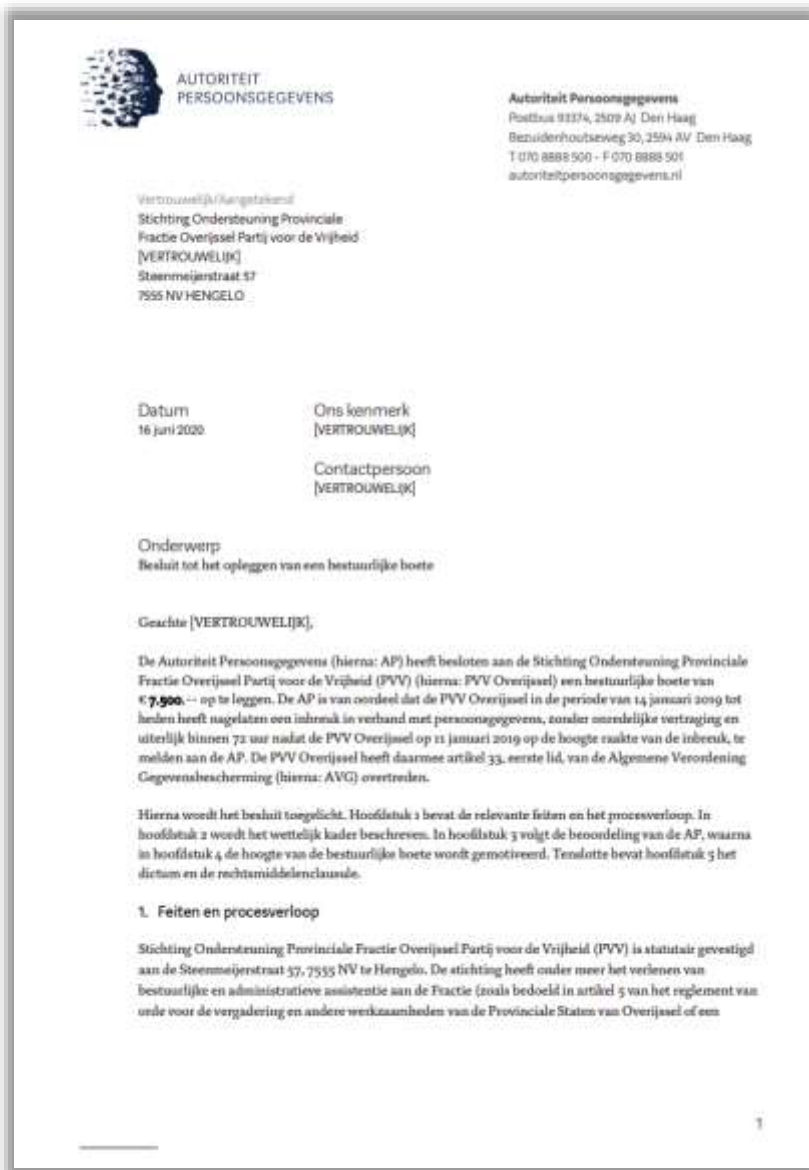 AUTORITEIT
PERSOONSGEGEVENS
Autoriteit Persoonsgegevens
Postbus 93374, 2509 AJ Den Haag
Bezuidenhoutseweg 30, 2594 AV Den Haag
T 070 8888 500 - F 070 8888 501
autoriteitpersoonsgegevens.nl
Vertrouwelijk/Aangetekend
Stichting Ondersteuning Provinciale
Fractie Overijssel Partij voor de Vrijheid
[VERTROUWELIJK]
Steenmeijerstraat 57
7555 NV HENGELO
Datum
16 juni 2020
Ons kenmerk
[VERTROUWELIJK]
Contactpersoon
[VERTROUWELIJK]
Onderwerp
Besluit tot het opleggen van een bestuurlijke boete
Geachte [VERTROUWELIJK],
De Autoriteit Persoonsgegevens (hierna: AP) heeft besloten aan de Stichting Ondersteuning Provinciale
Fractie Overijssel Partij voor de Vrijheid (PVV) (hierna: PVV Overijssel) een bestuurlijke boete van
€ 7.500,-- op te leggen. De AP is van oordeel dat de PVV Overijssel in de periode van 14 januari 2019 tot
heden heeft nagelaten een inbreuk in verband met persoonsgegevens, zonder onredelijke vertraging en
uiterlijk binnen 72 uur nadat de PVV Overijssel op 11 januari 2019 op de hoogte raakte van de inbreuk, te
melden aan de AP. De PVV Overijssel heeft daarmee artikel 33, eerste lid, van de Algemene Verordening
Gegevensbescherming (hierna: AVG) overtreden.
Hierna wordt het besluit toegelicht. Hoofdstuk 1 bevat de relevante feiten en het procesverloop. In
hoofdstuk 2 wordt het wettelijk kader beschreven. In hoofdstuk 3 volgt de beoordeling van de AP, waarna
in hoofdstuk 4 de hoogte van de bestuurlijke boete wordt gemotiveerd. Tenslotte bevat hoofdstuk 5 het
dictum en de rechtsmiddelenclausule.
1. Feiten en procesverloop
Stichting Ondersteuning Provinciale Fractie Overijssel Partij voor de Vrijheid (PVV) is statutair gevestigd
aan de Steenmeijerstraat 57, 7555 NV te Hengelo. De stichting heeft onder meer het verlenen van
bestuurlijke en administratieve assistentie aan de Fractie (zoals bedoeld in artikel 5 van het reglement van
orde voor de vergadering en andere werkzaamheden van de Provinciale Staten van Overijssel of een
1